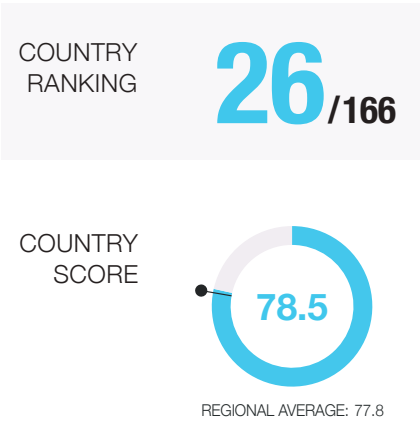 COUNTRY
RANKING
26/166
COUNTRY
SCORE
78.5
REGIONAL AVERAGE: 77.8